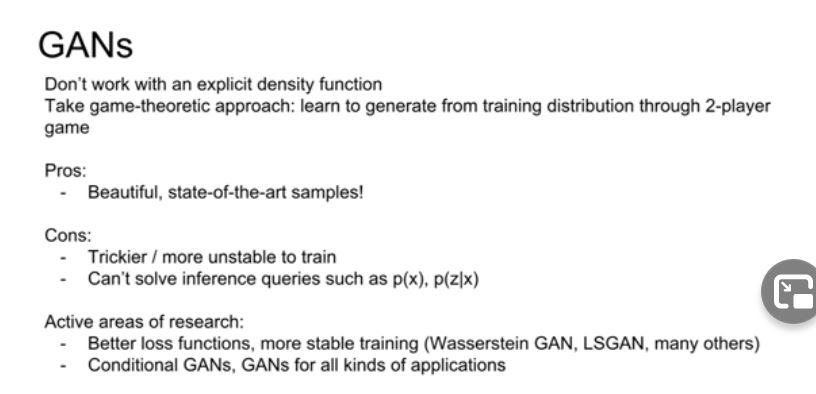 GANs
Don't work with an explicit density function
Take game-theoretic approach: learn to generate from training distribution through 2-player
game
Pros:
- Beautiful, state-of-the-art samples!
Cons:
- Trickier / more unstable to train
- Can't solve inference queries such as p(x), p(z|x)
Active areas of research:
- Better loss functions, more stable training (Wasserstein GAN, LSGAN, many others)
- Conditional GANs, GANs for all kinds of applications